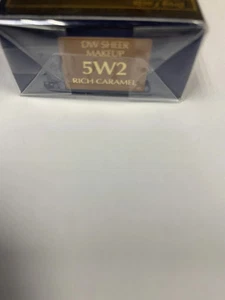 DW SHEER
MAKEUP
5W2
RICH CARAMEL